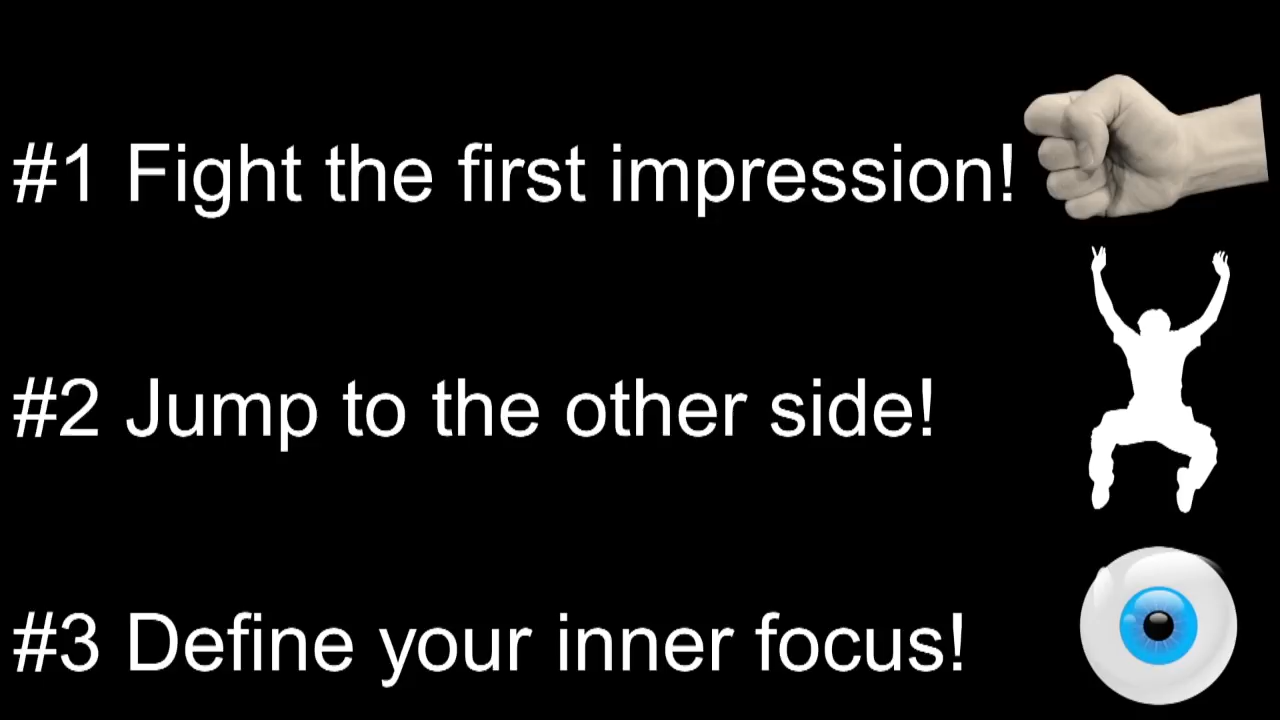 #1 Fight the first impression!
#2 Jump to the other side!
#3 Define your inner focus!